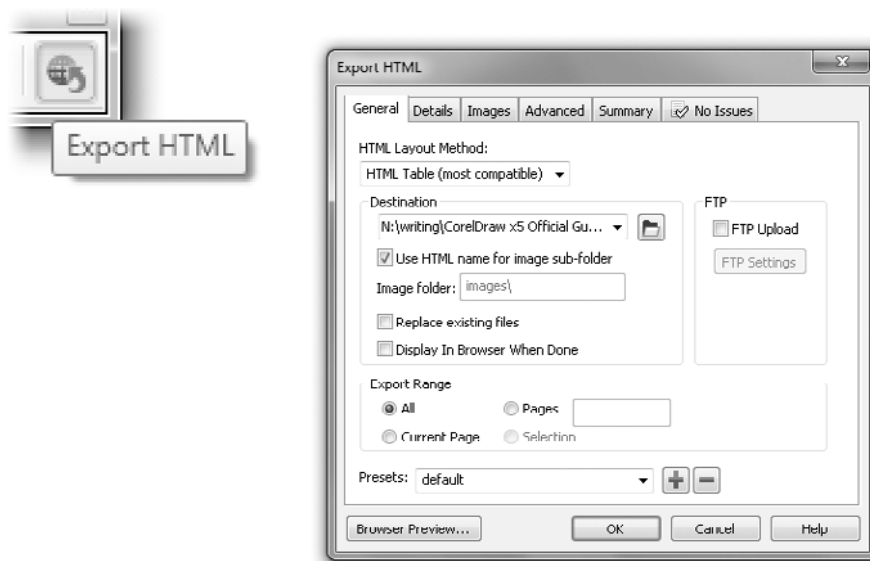 Export HTML
Export HTML
General Details Images Advanced Summary No Issues
HTML Layout Method:
HTML Table (most compatible)
Destination
FTP
N:\writing\CorelDraw x5 Official Gu...
FTP Upload
Use HTML name for image sub-folder
FTP Settings
Image folder: images\
Replace existing files
Display In Browser When Done
Export Range
All Pages
Current Page Selection
Presets: default
Browser Preview... OK Cancel Help